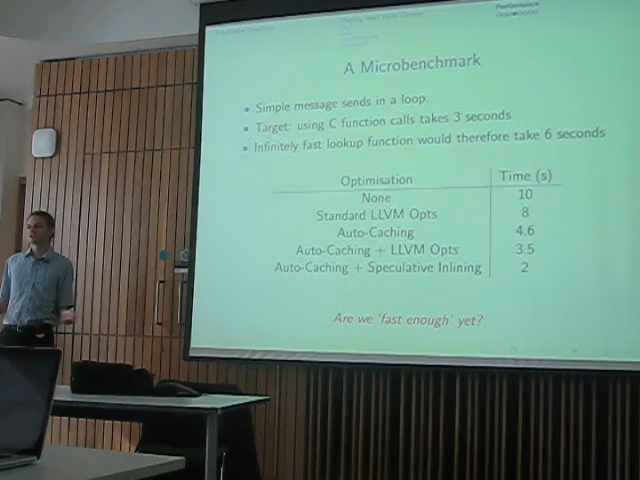 Performance
A Microbenchmark
Simple message sends in a loop.
Target: using C function calls takes 3 seconds
Infinitely fast lookup function would therefore take 6 seconds
Optimisation Time (s)
None 10
Standard LLVM Opts 8
Auto-Caching 4.6
Auto-Caching + LLVM Opts 3.5
Auto-Caching + Speculative Inlining 2
Are we 'fast enough' yet?